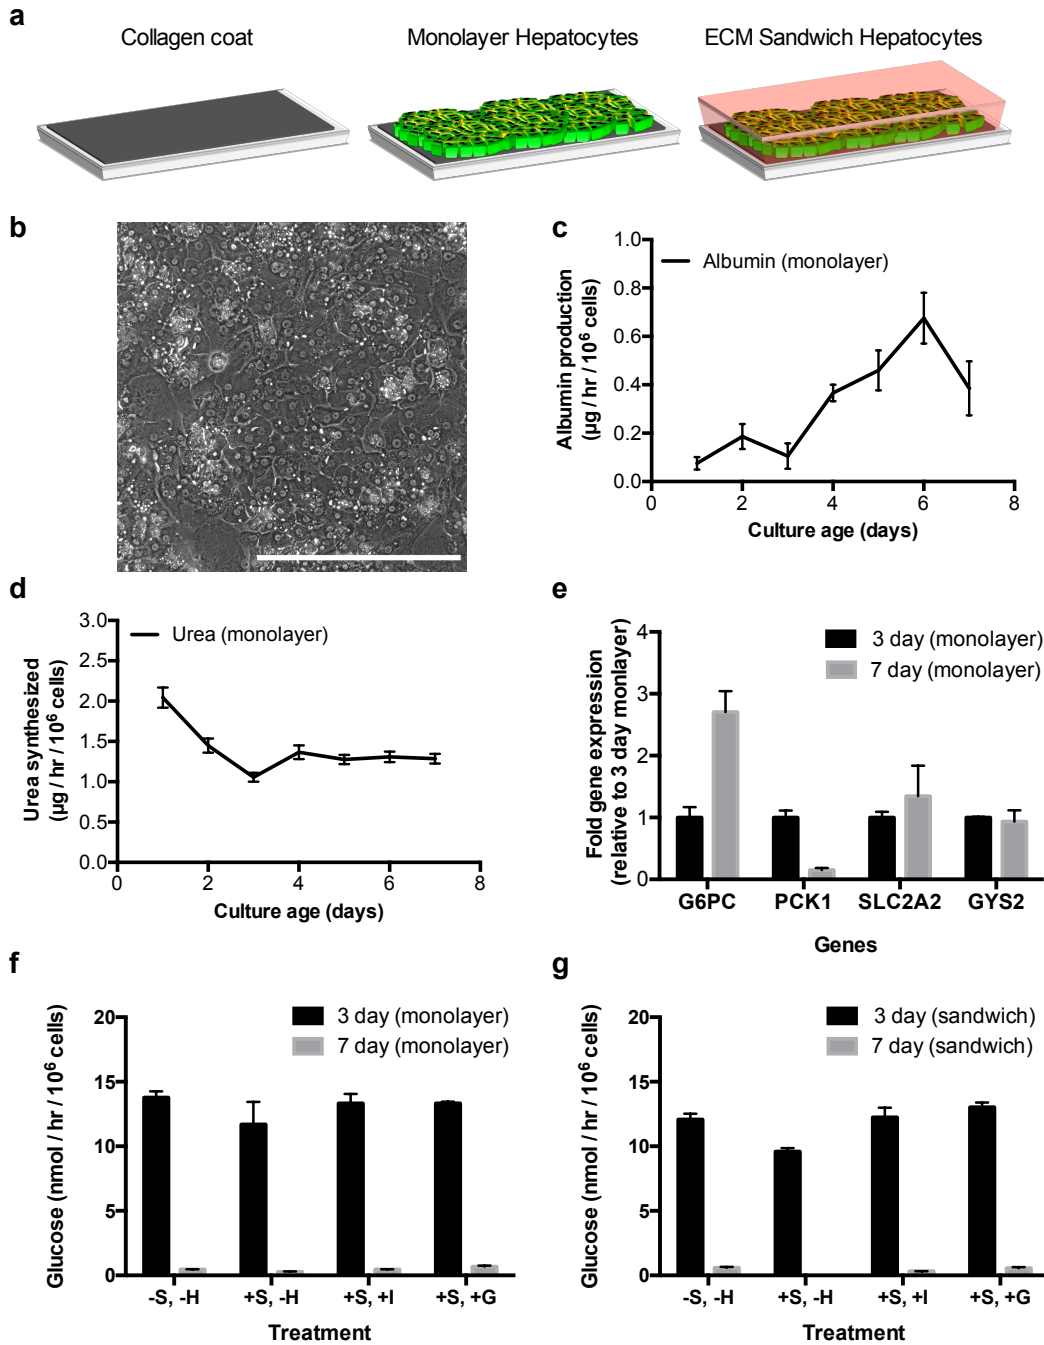 a
Collagen coat
Monolayer Hepatocytes
ECM Sandwich Hepatocytes
b
c
1.0
0.8
0.6
0.4
0.2
0.0
Albumin production
(µg / hr / 10⁶ cells)
Albumin (monolayer)
0 2 4 6 8
Culture age (days)
d
3.0
2.5
2.0
1.5
1.0
0.5
0.0
Urea synthesized
(µg / hr / 10⁶ cells)
Urea (monolayer)
0 2 4 6 8
Culture age (days)
e
4
3
2
1
0
Fold gene expression
(relative to 3 day monlayer)
3 day (monolayer)
7 day (monolayer)
G6PC PCK1 SLC2A2 GYS2
Genes
f
20
15
10
5
0
Glucose (nmol / hr / 10⁶ cells)
3 day (monolayer)
7 day (monolayer)
-S, -H +S, -H +S, +I +S, +G
Treatment
g
20
15
10
5
0
Glucose (nmol / hr / 10⁶ cells)
3 day (sandwich)
7 day (sandwich)
-S, -H +S, -H +S, +I +S, +G
Treatment